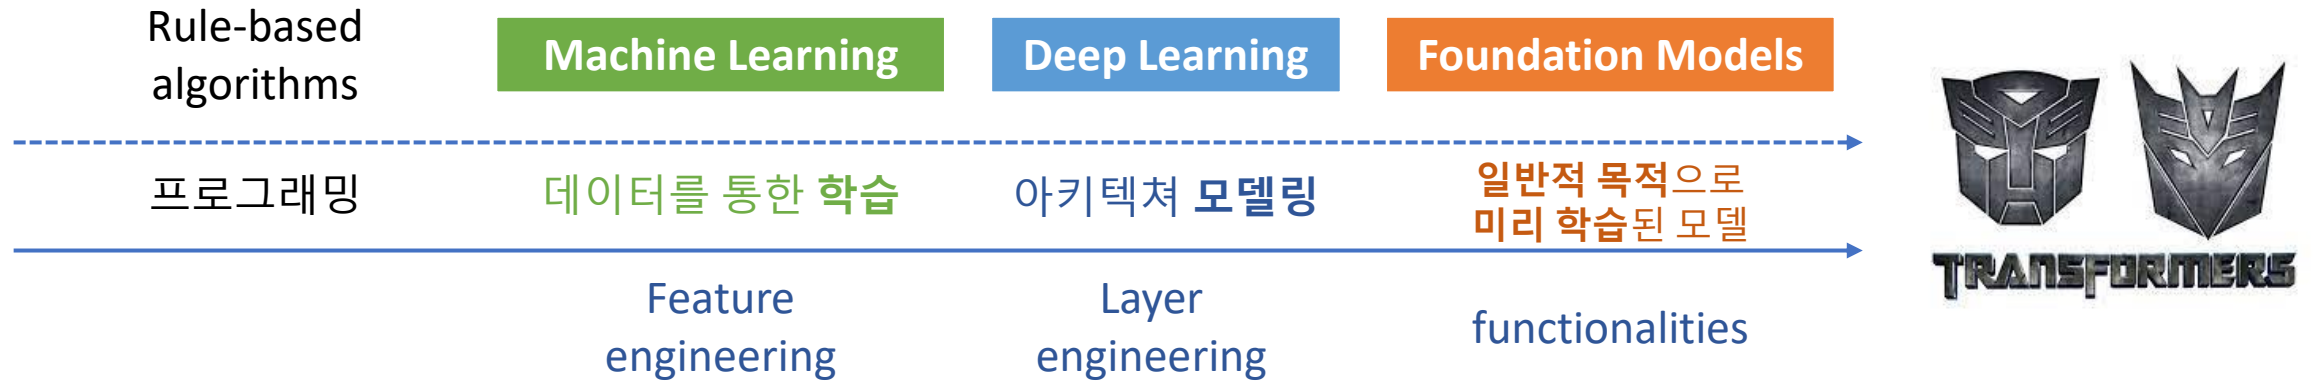 Rule-based
algorithms
Machine Learning
Deep Learning
Foundation Models
프로그래밍
데이터를 통한 학습
아키텍쳐 모델링
일반적 목적으로
미리 학습된 모델
Feature
engineering
Layer
engineering
functionalities
TRANSFORMERS